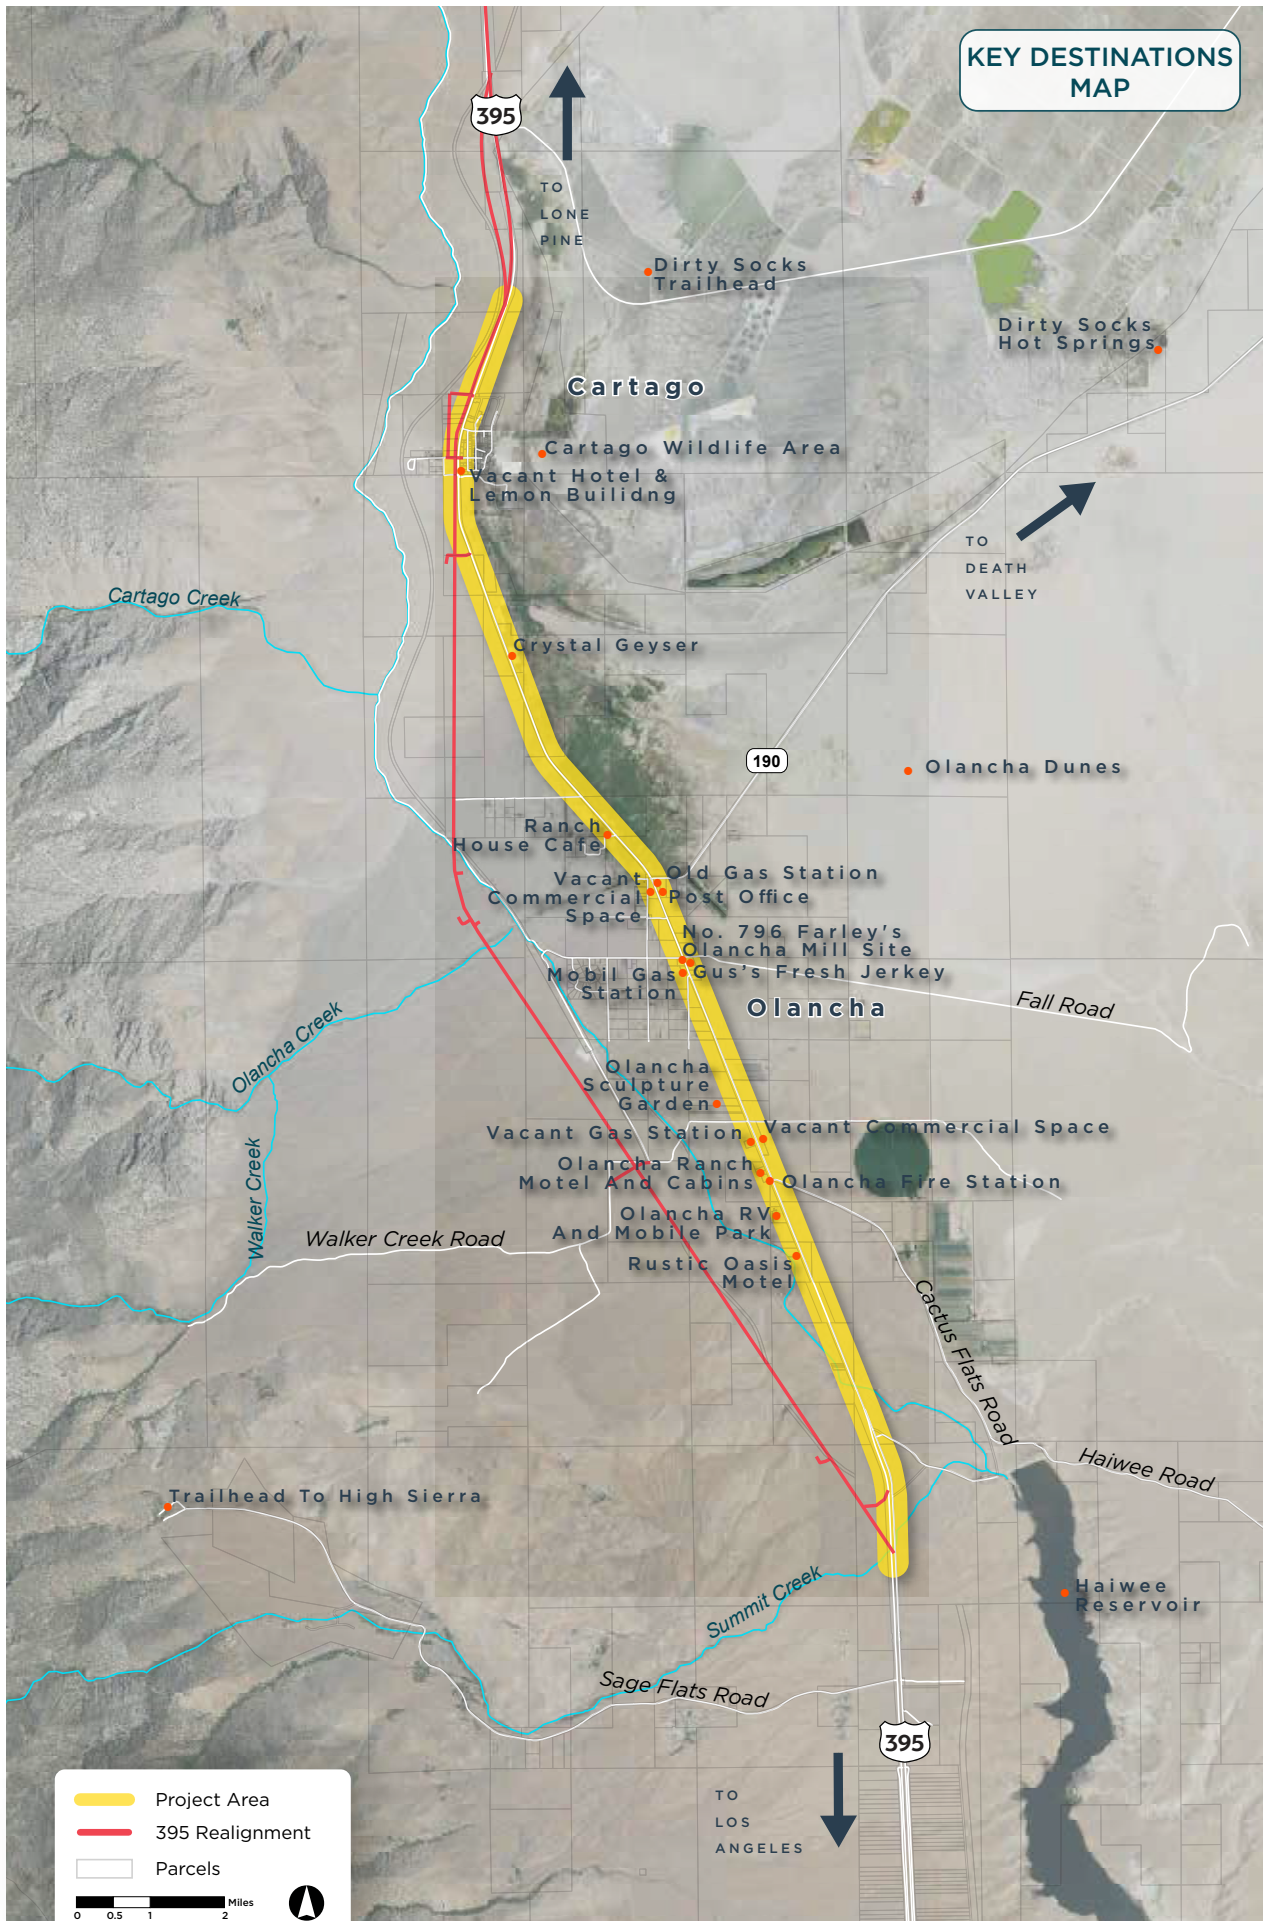 KEY DESTINATIONS
MAP
395
TO
LONE
PINE
Dirty Socks
Trailhead
Dirty Socks
Hot Springs
Cartago
Cartago Wildlife Area
Vacant Hotel &
Lemon Builidng
TO
DEATH
VALLEY
Cartago Creek
Crystal Geyser
190
Olancha Dunes
Ranch
House Cafe
Old Gas Station
Vacant
Commercial
Space
Post Office
No. 796 Farley's
Olancha Mill Site
Mobil Gas
Station
Gus's Fresh Jerkey
Olancha
Fall Road
Olancha Creek
Olancha
Sculpture
Garden
Vacant Gas Station
Vacant Commercial Space
Walker Creek
Olancha Ranch
Motel And Cabins
Olancha Fire Station
Olancha RV
And Mobile Park
Walker Creek Road
Rustic Oasis
Motel
Cactus Flats Road
Haiwee Road
Trailhead To High Sierra
Summit Creek
Haiwee
Reservoir
Sage Flats Road
395
TO
LOS
ANGELES
Project Area
395 Realignment
Parcels
Miles
0 0.5 1 2